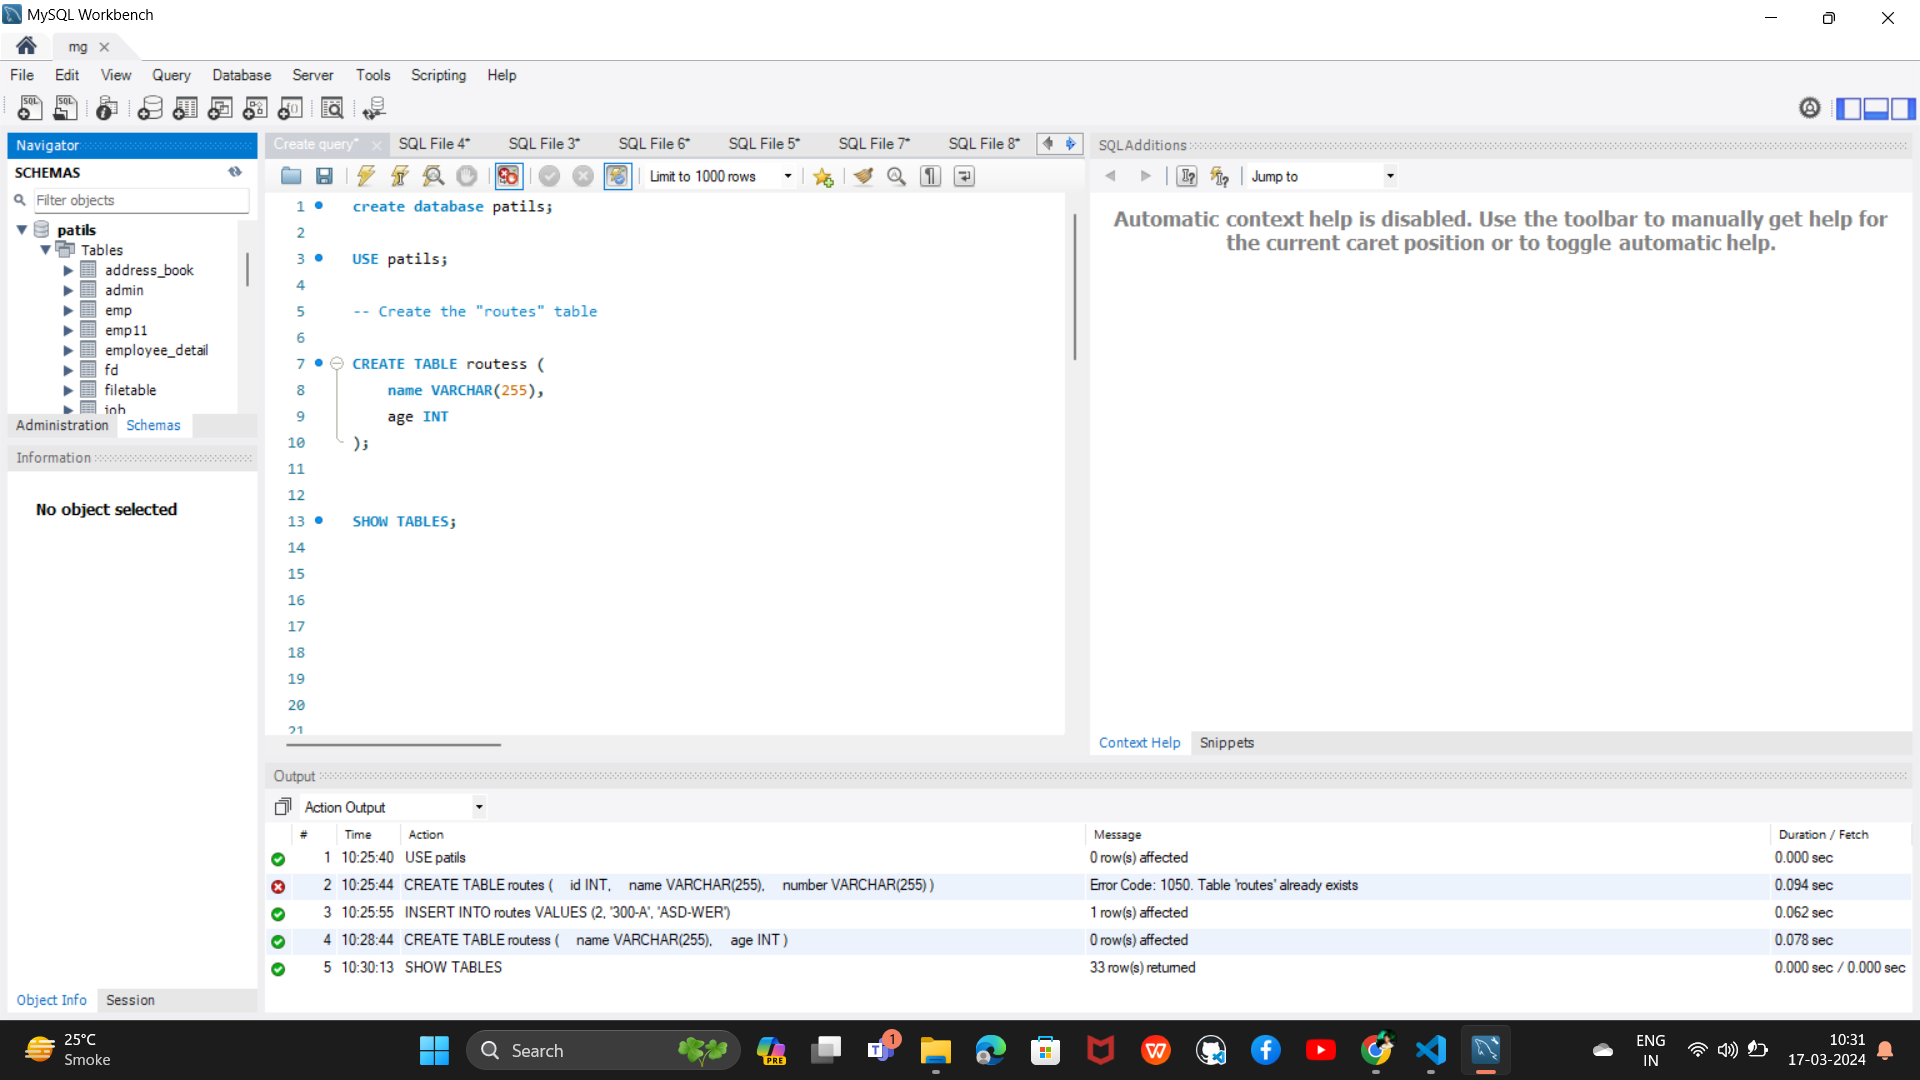 MySQL Workbench
mg
File Edit View Query Database Server Tools Scripting Help
Navigator
SCHEMAS
Filter objects
patils
Tables
address_book
admin
emp
emp11
employee_detail
fd
filetable
job
Administration Schemas
Information
No object selected
Object Info Session
Create query* SQL File 4* SQL File 3* SQL File 6* SQL File 5* SQL File 7* SQL File 8*
Limit to 1000 rows
1 create database patils;
2
3 USE patils;
4
5 -- Create the "routes" table
6
7 CREATE TABLE routess (
8 name VARCHAR(255),
9 age INT
10 );
11
12
13 SHOW TABLES;
14
15
16
17
18
19
20
21
SQLAdditions
Jump to
Automatic context help is disabled. Use the toolbar to manually get help for
the current caret position or to toggle automatic help.
Context Help Snippets
Output
Action Output
# Time Action Message Duration / Fetch
1 10:25:40 USE patils 0 row(s) affected 0.000 sec
2 10:25:44 CREATE TABLE routes ( id INT, name VARCHAR(255), number VARCHAR(255) ) Error Code: 1050. Table 'routes' already exists 0.094 sec
3 10:25:55 INSERT INTO routes VALUES (2, '300-A', 'ASD-WER') 1 row(s) affected 0.062 sec
4 10:28:44 CREATE TABLE routess ( name VARCHAR(255), age INT ) 0 row(s) affected 0.078 sec
5 10:30:13 SHOW TABLES 33 row(s) returned 0.000 sec / 0.000 sec
25°C
Smoke
Search
PRE
1
ENG
IN
10:31
17-03-2024